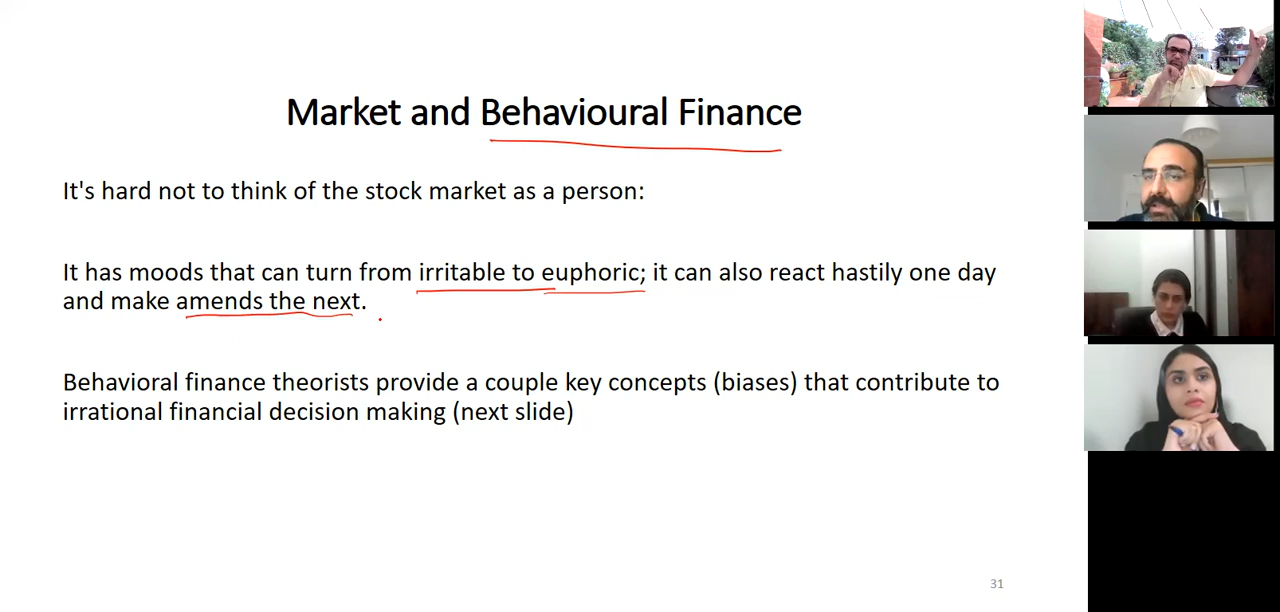 Market and Behavioural Finance
It's hard not to think of the stock market as a person:
It has moods that can turn from irritable to euphoric; it can also react hastily one day
and make amends the next.
Behavioral finance theorists provide a couple key concepts (biases) that contribute to
irrational financial decision making (next slide)
31